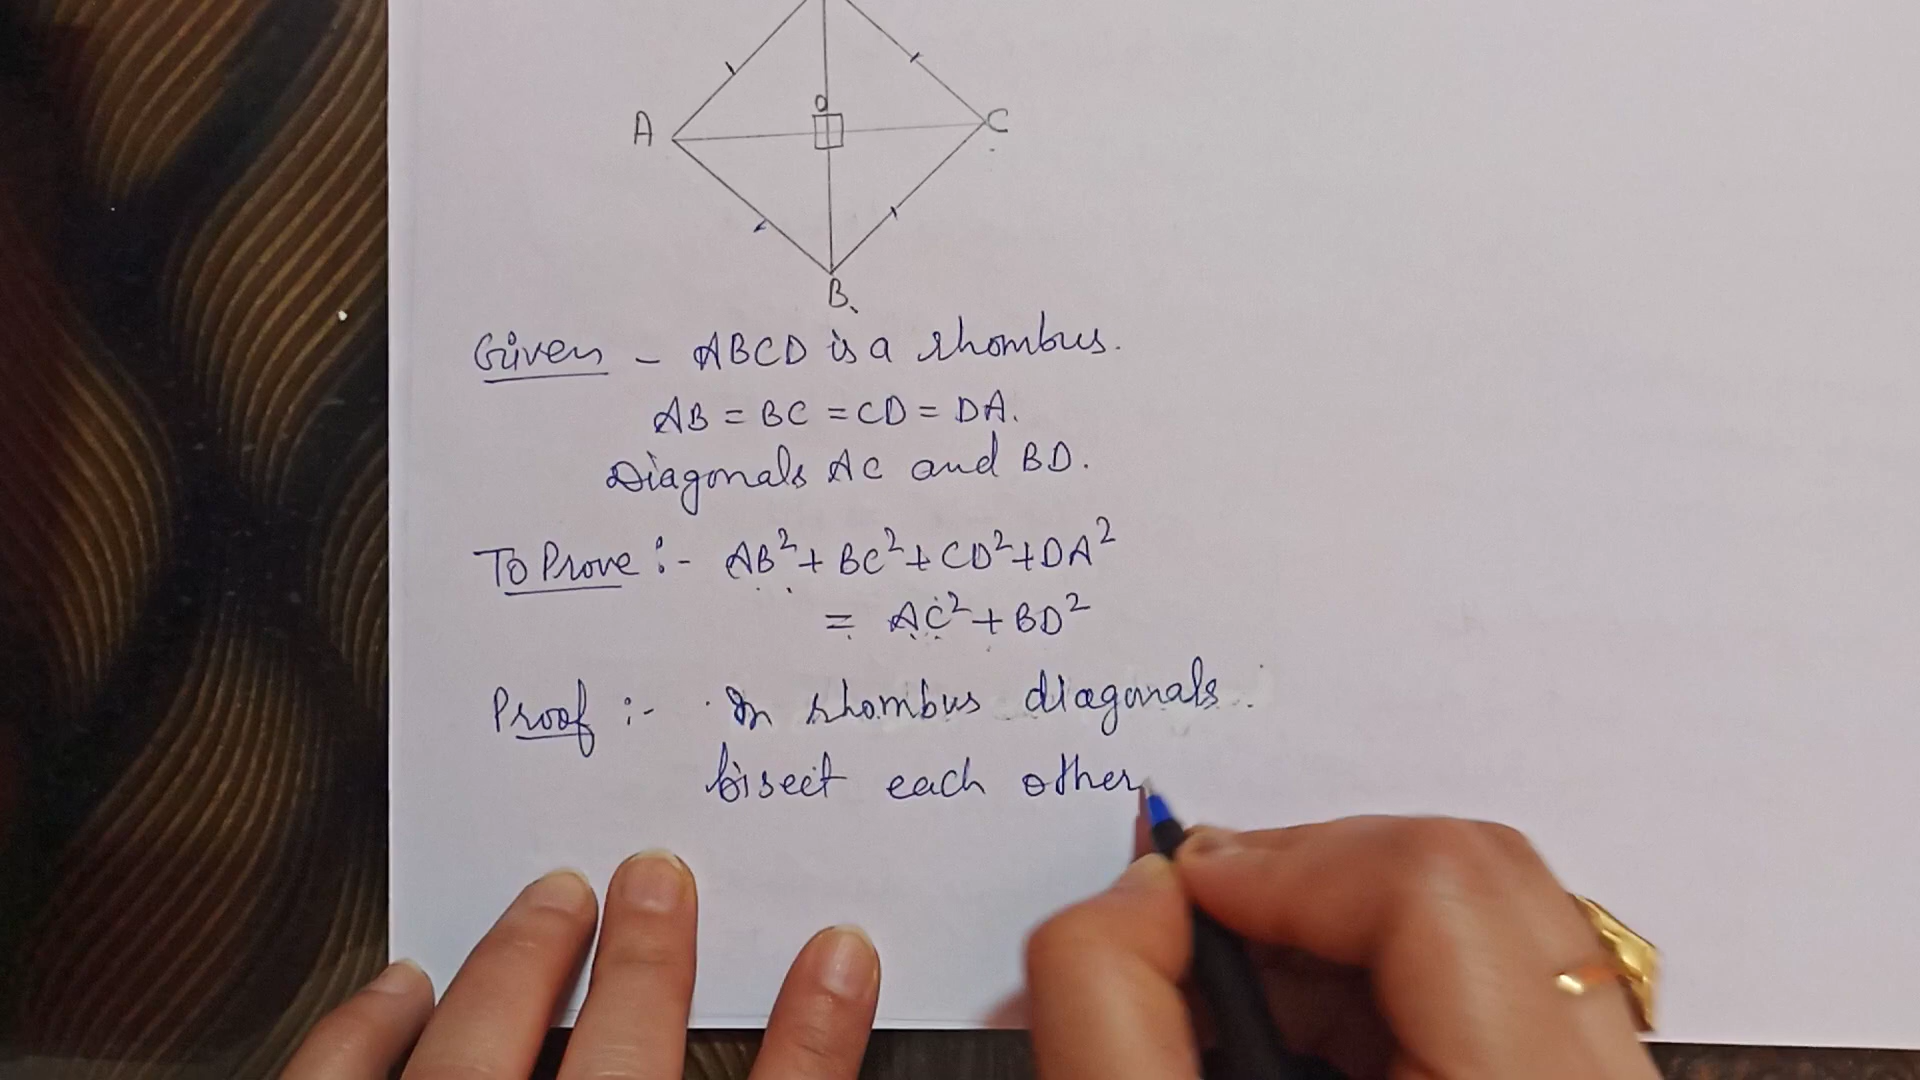 O
A
C
B
Given - ABCD is a rhombus.
AB = BC = CD = DA.
Diagonals AC and BD.
To Prove :- AB² + BC² + CD² + DA²
= AC² + BD²
Proof :- In rhombus diagonals
bisect each other